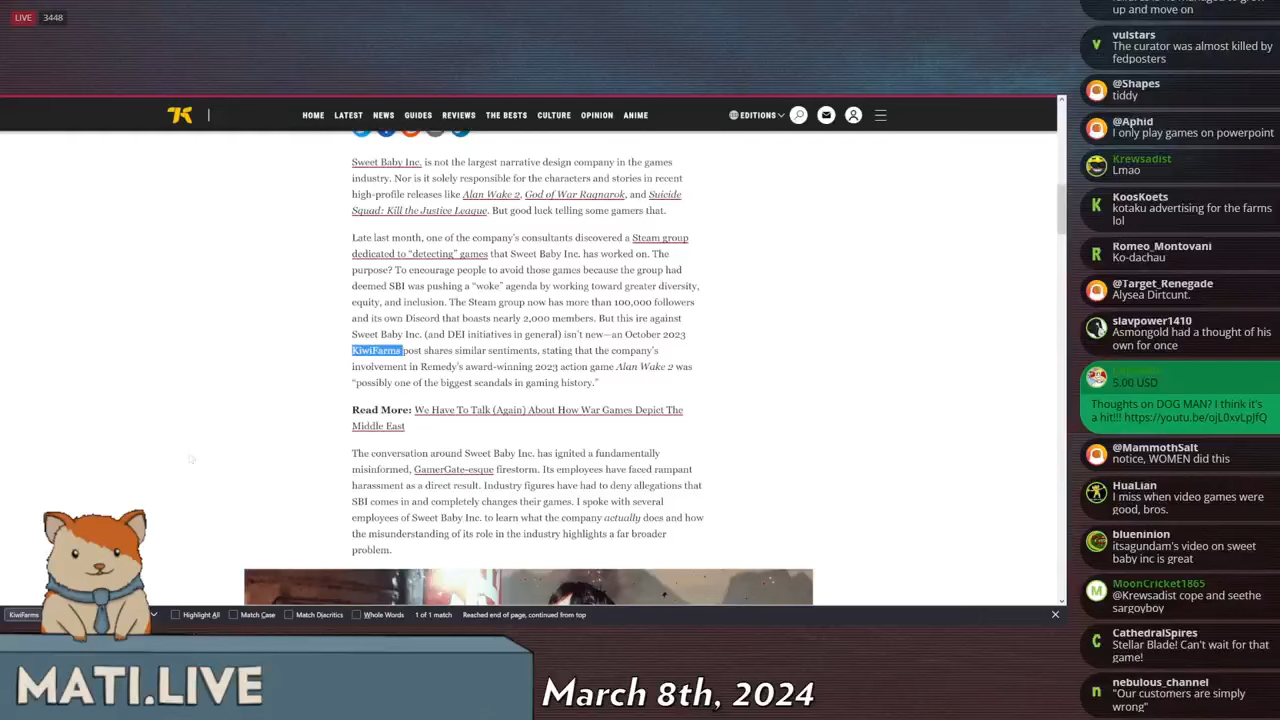 LIVE 3448
HOME LATEST NEWS GUIDES REVIEWS THE BESTS CULTURE OPINION ANIME EDITIONS
Sweet Baby Inc. is not the largest narrative design company in the games
industry. Nor is it solely responsible for the characters and stories in recent
high-profile releases like Alan Wake 2, God of War Ragnarok, and Suicide
Squad: Kill the Justice League. But good luck telling some gamers that.
Late last month, one of the company's consultants discovered a Steam group
dedicated to "detecting" games that Sweet Baby Inc. has worked on. The
purpose? To encourage people to avoid those games because the group had
deemed SBI was pushing a "woke" agenda by working toward greater diversity,
equity, and inclusion. The Steam group now has more than 100,000 followers
and its own Discord that boasts nearly 2,000 members. But this ire against
Sweet Baby Inc. (and DEI initiatives in general) isn't new—an October 2023
KiwiFarms post shares similar sentiments, stating that the company's
involvement in Remedy's award-winning 2023 action game Alan Wake 2 was
"possibly one of the biggest scandals in gaming history."
Read More: We Have To Talk (Again) About How War Games Depict The
Middle East
The conversation around Sweet Baby Inc. has ignited a fundamentally
misinformed, GamerGate-esque firestorm. Its employees have faced rampant
harassment as a direct result. Industry figures have had to deny allegations that
SBI comes in and completely changes their games. I spoke with several
employees of Sweet Baby Inc. to learn what the company actually does and how
the misunderstanding of its role in the industry highlights a far broader
problem.
KiwiFarms Highlight All Match Case Match Diacritics Whole Words 1 of 1 match Reached end of page, continued from top
MATI.LIVE
March 8th, 2024
up and move on
V vulstars
The curator was almost killed by
fedposters
@Shapes
tiddy
@Aphid
I only play games on powerpoint
Krewsadist
Lmao
K
kotaku advertising for the farms
lol
R Romeo_Montovani
Ko-dachau
@Target_Renegade
Alysea Dirtcunt.
slavpower1410
Asmongold had a thought of his
own for once
5.00 USD
Thoughts on DOG MAN? I think it's
a hit!!! https://youtu.be/ojL0xvLpJfQ
@MammothSalt
notice, WOMEN did this
HuaLian
I miss when video games were
good, bros.
blueninion
itsagundam's video on sweet
baby inc is great
M MoonCricket1865
@Krewsadist cope and seethe
sargoyboy
C CathedralSpires
Stellar Blade! Can't wait for that
game!
n nebulous_channel
"Our customers are simply
wrong"